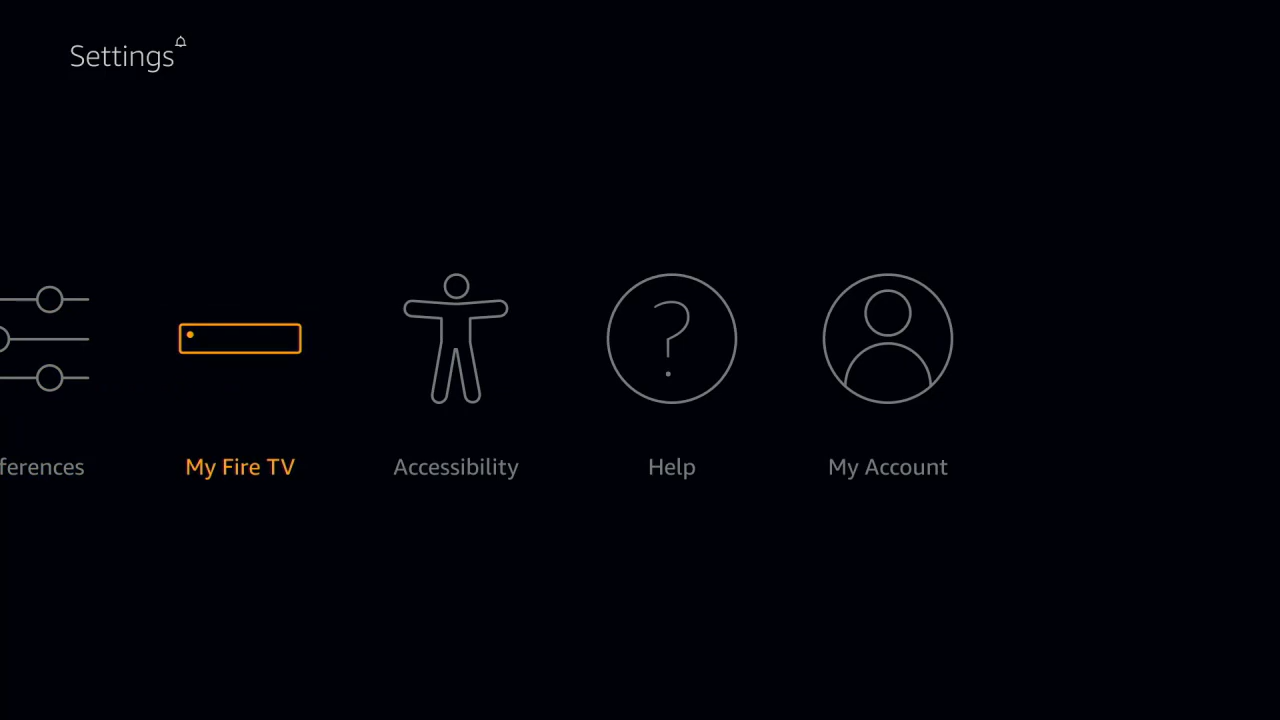 Settings
ferences
My Fire TV
Accessibility
Help
My Account